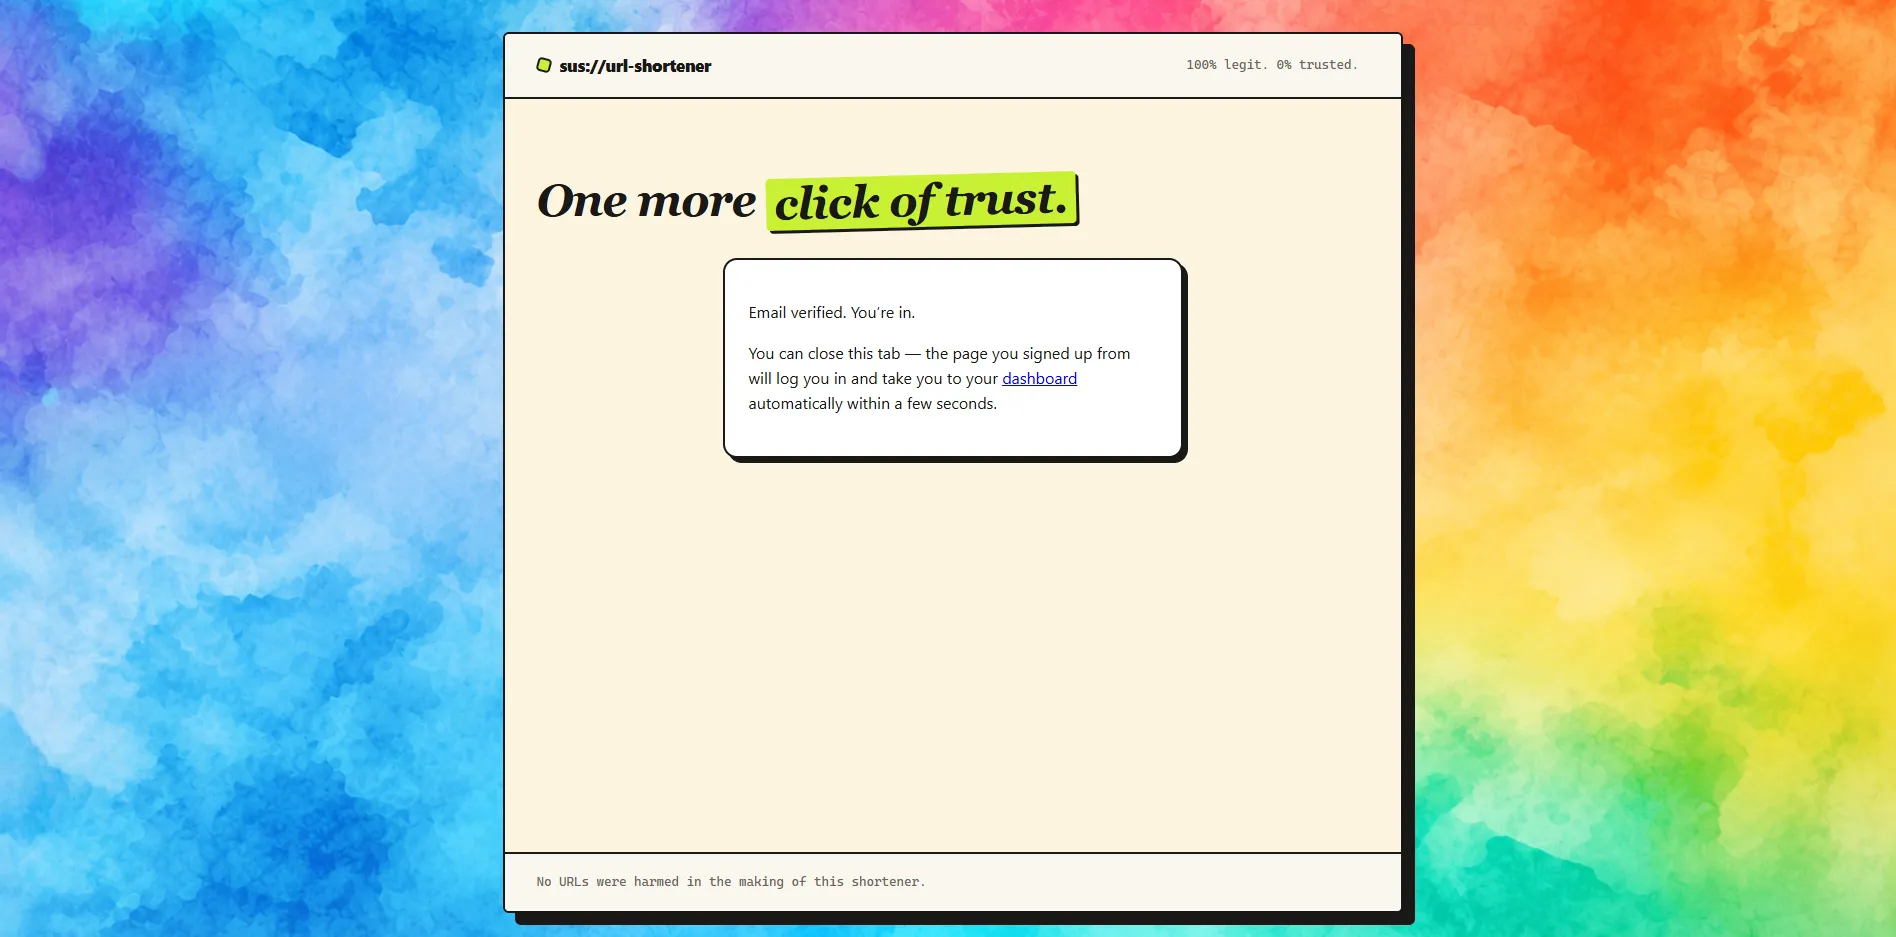 sus://url-shortener
100% legit. 0% trusted.
One more click of trust.
Email verified. You’re in.
You can close this tab — the page you signed up from
will log you in and take you to your dashboard
automatically within a few seconds.
No URLs were harmed in the making of this shortener.